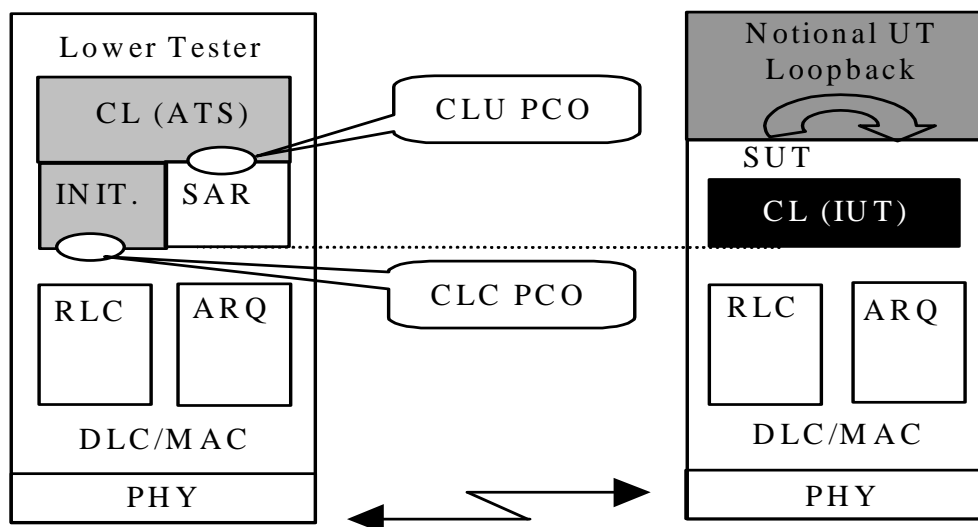 Lower Tester
CL (ATS)
INIT.
SAR
RLC
ARQ
DLC/MAC
PHY
CLU PCO
CLC PCO
Notional UT
Loopback
SUT
CL (IUT)
RLC
ARQ
DLC/MAC
PHY